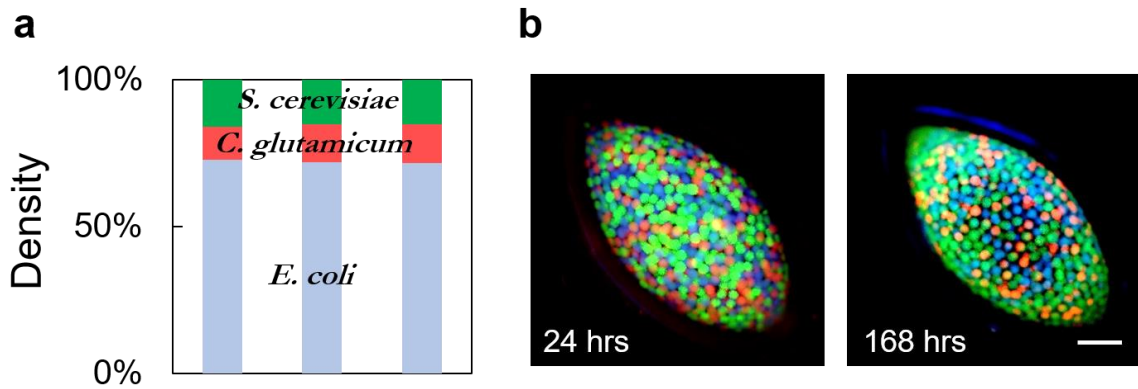 a
100%
S. cerevisiae
C. glutamicum
50%
E. coli
0%
Density
b
24 hrs
168 hrs